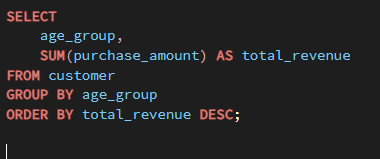 SELECT
    age_group,
    SUM(purchase_amount) AS total_revenue
FROM customer
GROUP BY age_group
ORDER BY total_revenue DESC;